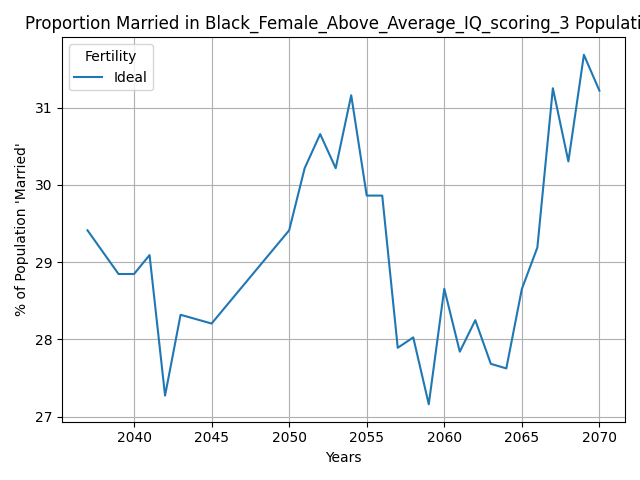 Proportion Married in Black_Female_Above_Average_IQ_scoring_3 Populati
Fertility
Ideal
31
30
29
28
27
% of Population 'Married'
2040 2045 2050 2055 2060 2065 2070
Years